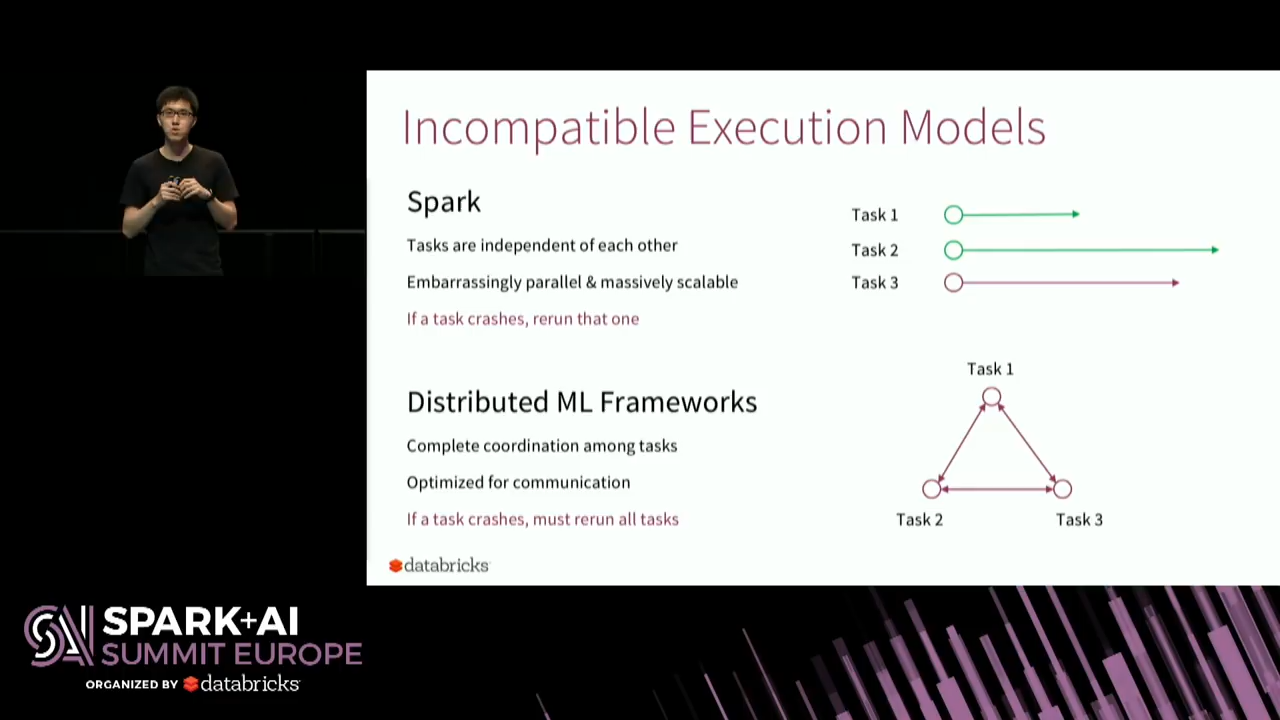 Incompatible Execution Models
Spark
Tasks are independent of each other
Embarrassingly parallel & massively scalable
If a task crashes, rerun that one
Task 1
Task 2
Task 3
Distributed ML Frameworks
Complete coordination among tasks
Optimized for communication
If a task crashes, must rerun all tasks
Task 1
Task 2
Task 3
databricks
SPARK+AI
SUMMIT EUROPE
ORGANIZED BY databricks